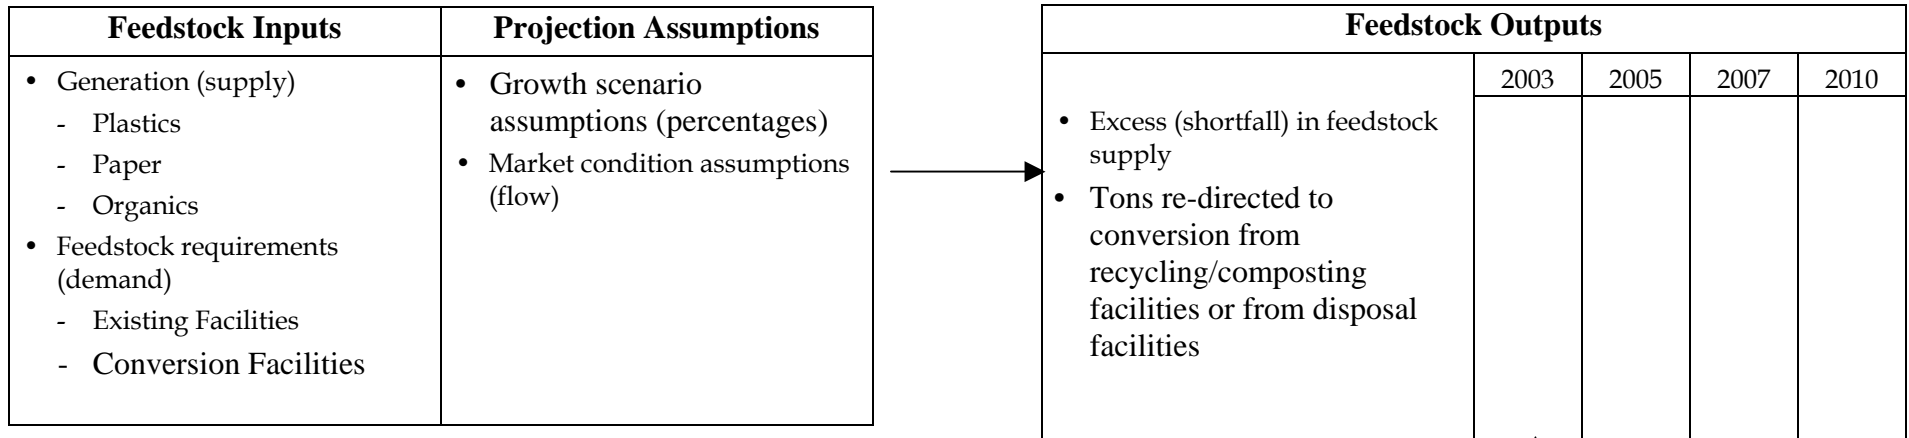 Feedstock Inputs
• Generation (supply)
- Plastics
- Paper
- Organics
• Feedstock requirements
(demand)
- Existing Facilities
- Conversion Facilities
Projection Assumptions
• Growth scenario
assumptions (percentages)
• Market condition assumptions
(flow)
Feedstock Outputs
2003 2005 2007 2010
• Excess (shortfall) in feedstock
supply
• Tons re-directed to
conversion from
recycling/composting
facilities or from disposal
facilities